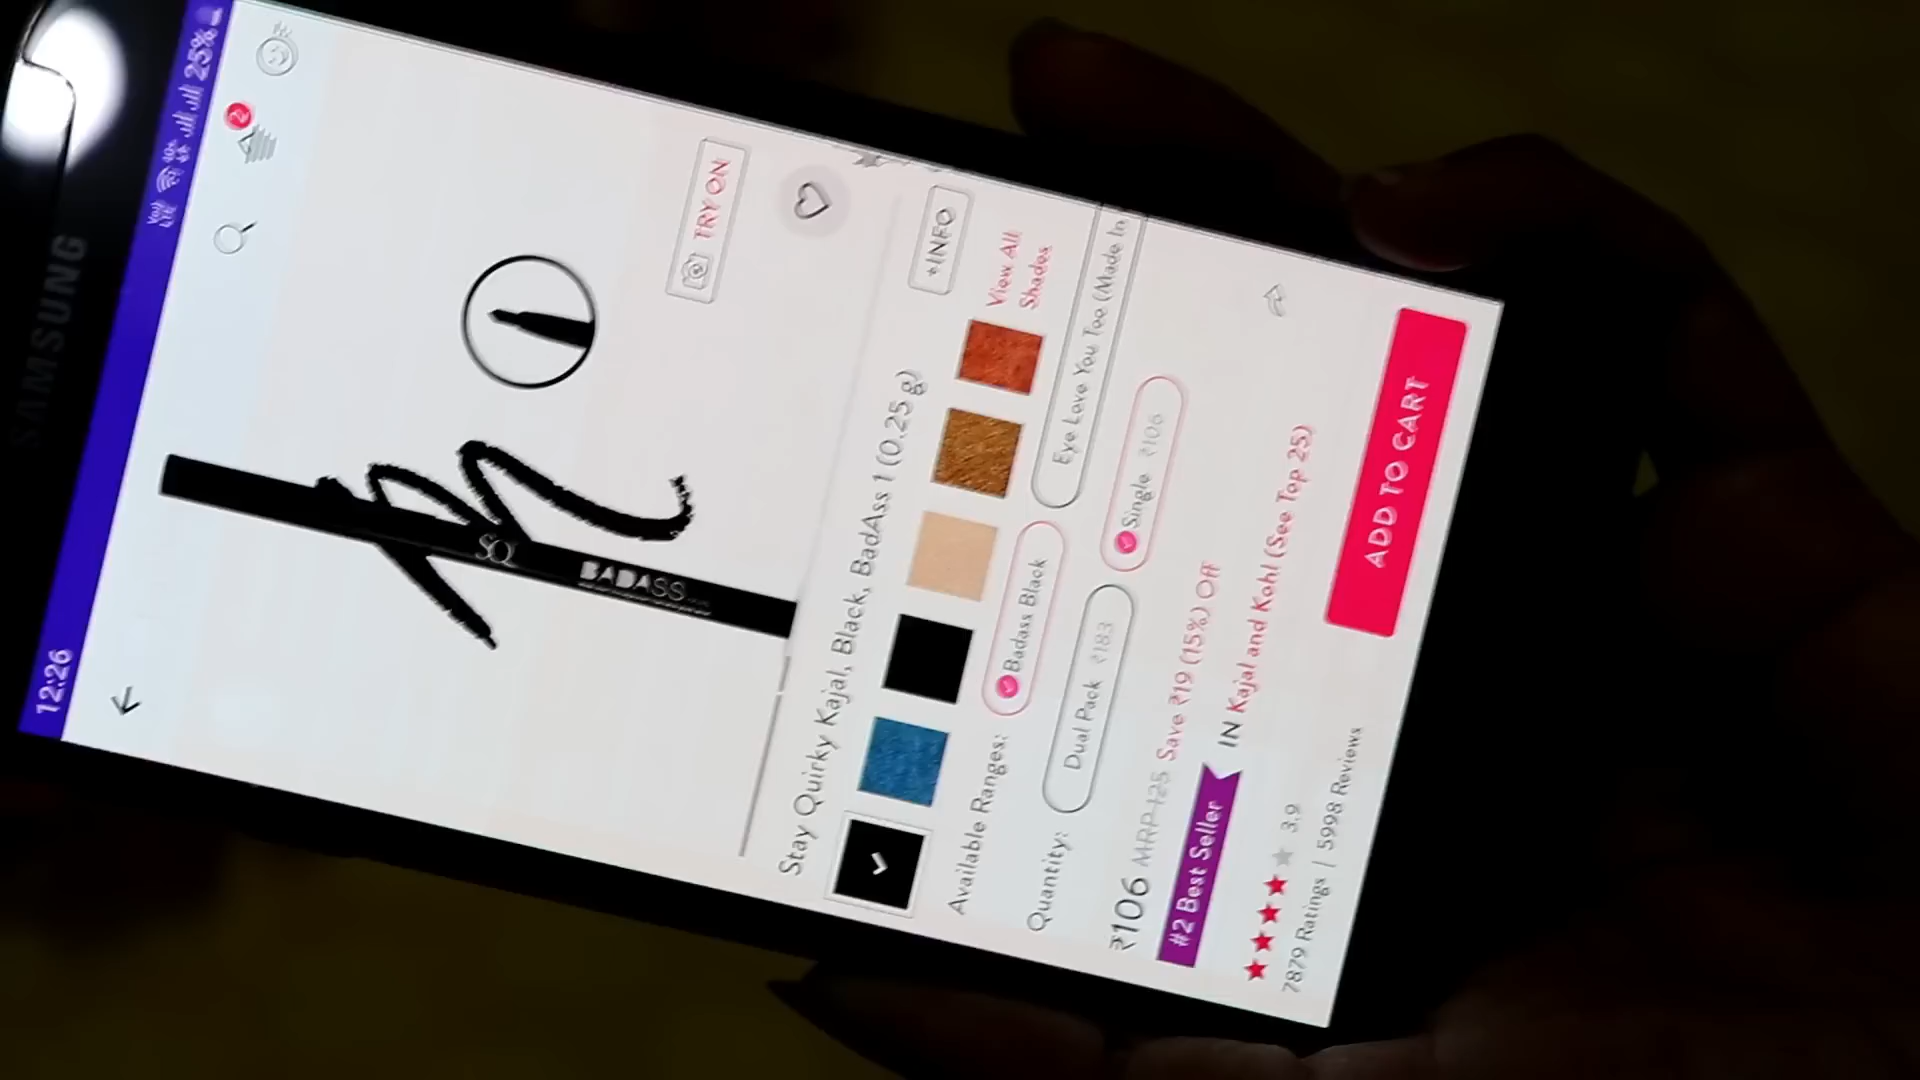 SAMSUNG
12:26
25%
2
SQ
BADASS
TRY ON
Stay Quirky Kajal, Black, BadAss 1 (0.25 g)
+INFO
View All
Shades
Available Ranges:
Badass Black
Eye Love You Too (Made In
Quantity:
Dual Pack ₹183
Single ₹106
₹106 MRP 125 Save ₹19 (15%) Off
#2 Best Seller IN Kajal and Kohl (See Top 25)
3.9
7879 Ratings | 5998 Reviews
ADD TO CART